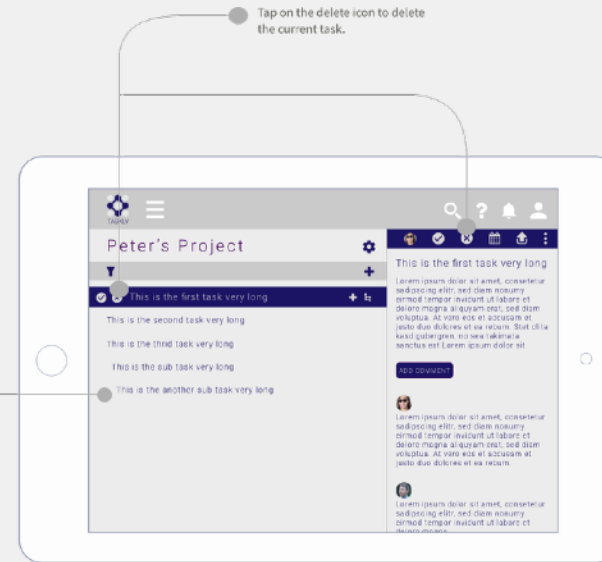 Tap on the delete icon to delete
the current task.
TASKLY
?
Peter's Project
This is the first task very long
This is the second task very long
This is the thrid task very long
This is the sub task very long
This is the another sub task very long
This is the first task very long
Lorem ipsum dolor sit amet, consetetur
sadipscing elitr, sed diam nonumy
eirmod tempor invidunt ut labore et
dolore magna aliquyam erat, sed diam
voluptua. At vero eos et accusam et
justo duo dolores et ea rebum. Stet clita
kasd gubergren, no sea takimata
sanctus est Lorem ipsum dolor sit
ADD COMMENT
Lorem ipsum dolor sit amet, consetetur
sadipscing elitr, sed diam nonumy
eirmod tempor invidunt ut labore et
dolore magna aliquyam erat, sed diam
voluptua. At vero eos et accusam et
justo duo dolores et ea rebum.
Lorem ipsum dolor sit amet, consetetur
sadipscing elitr, sed diam nonumy
eirmod tempor invidunt ut labore et
dolore magna